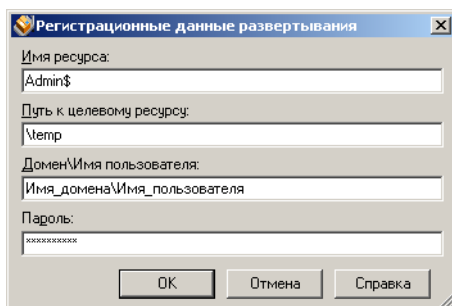 Регистрационные данные развертывания
Имя ресурса:
Admin$
Путь к целевому ресурсу:
\temp
Домен\Имя пользователя:
Имя_домена\Имя_пользователя
Пароль:
**********
OK Отмена Справка